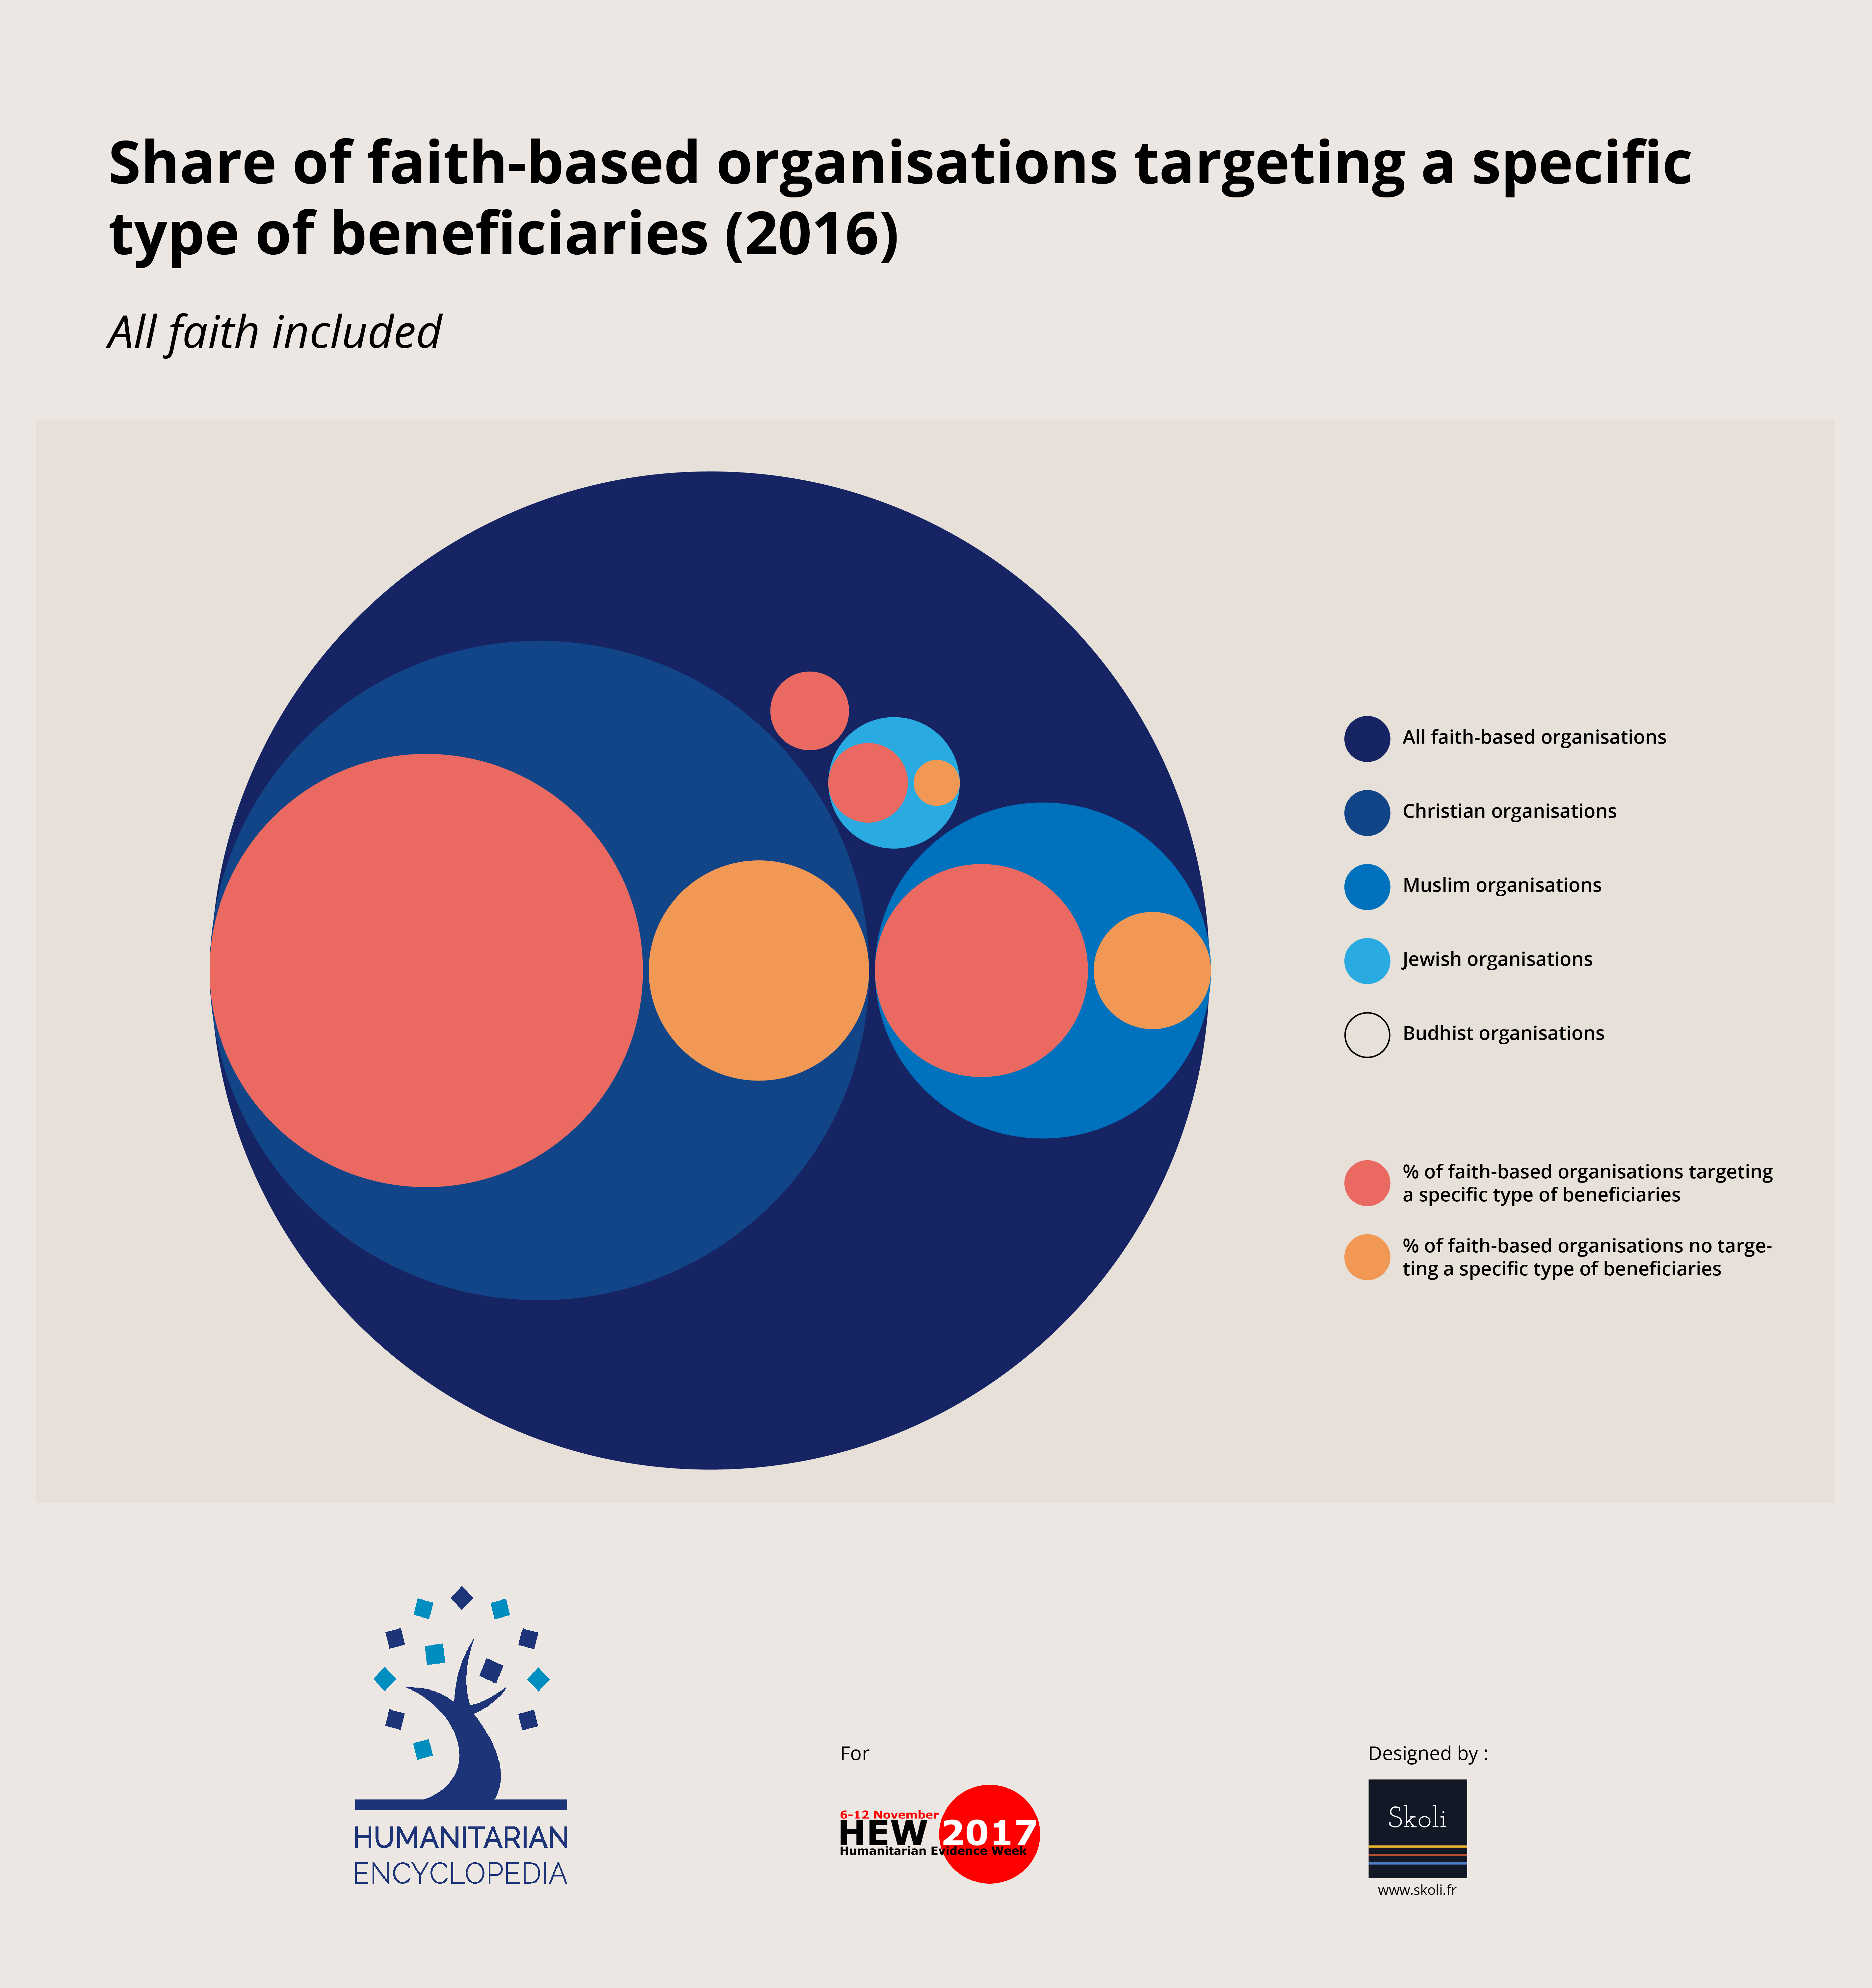 Share of faith-based organisations targeting a specific
type of beneficiaries (2016)
All faith included
All faith-based organisations
Christian organisations
Muslim organisations
Jewish organisations
Budhist organisations
% of faith-based organisations targeting
a specific type of beneficiaries
% of faith-based organisations no targe-
ting a specific type of beneficiaries
HUMANITARIAN
ENCYCLOPEDIA
For
6-12 November
HEW 2017
Humanitarian Evidence Week
Designed by :
Skoli
www.skoli.fr